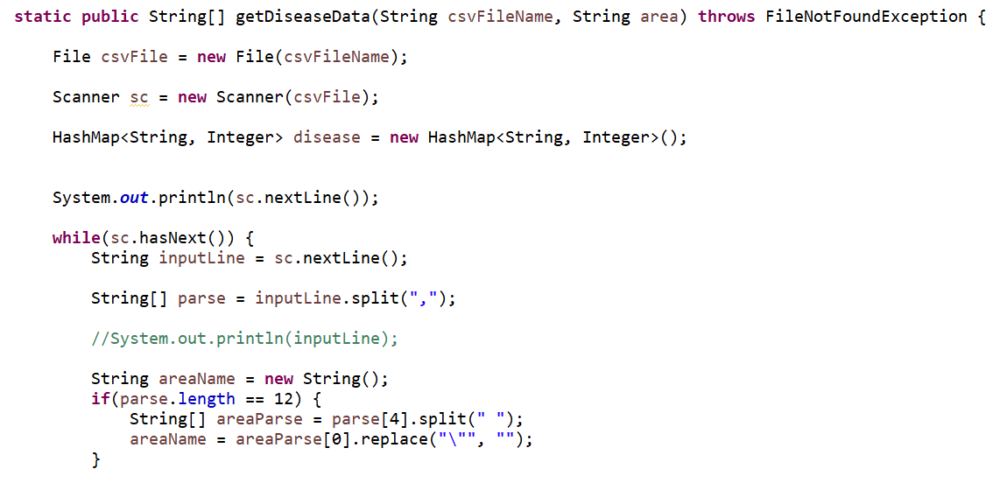 static public String[] getDiseaseData(String csvFileName, String area) throws FileNotFoundException {
File csvFile = new File(csvFileName);
Scanner sc = new Scanner(csvFile);
HashMap<String, Integer> disease = new HashMap<String, Integer>();
System.out.println(sc.nextLine());
while(sc.hasNext()) {
String inputLine = sc.nextLine();
String[] parse = inputLine.split(",");
//System.out.println(inputLine);
String areaName = new String();
if(parse.length == 12) {
String[] areaParse = parse[4].split(" ");
areaName = areaParse[0].replace("\"", "");
}